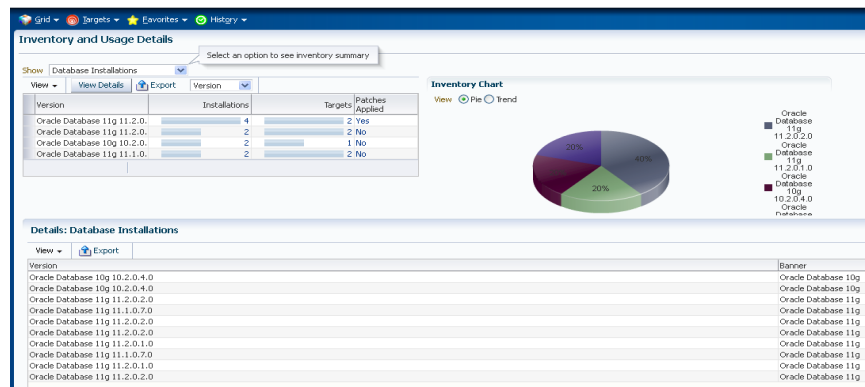 Grid Targets Favorites History
Inventory and Usage Details
Select an option to see inventory summary
Show Database Installations
View View Details Export Version
Version Installations Targets Patches Applied
Oracle Database 11g 11.2.0. 4 2 Yes
Oracle Database 11g 11.2.0. 2 2 No
Oracle Database 10g 10.2.0. 2 1 No
Oracle Database 11g 11.1.0. 2 2 No
Inventory Chart
View Pie Trend
20%
40%
20%
Oracle
Database
11g
11.2.0.2.0
Oracle
Database
11g
11.2.0.1.0
Oracle
Database
10g
10.2.0.4.0
Oracle
Database
Details: Database Installations
View Export
Version Banner
Oracle Database 10g 10.2.0.4.0 Oracle Database 10g
Oracle Database 10g 10.2.0.4.0 Oracle Database 10g
Oracle Database 11g 11.2.0.2.0 Oracle Database 11g
Oracle Database 11g 11.1.0.7.0 Oracle Database 11g
Oracle Database 11g 11.2.0.2.0 Oracle Database 11g
Oracle Database 11g 11.2.0.2.0 Oracle Database 11g
Oracle Database 11g 11.2.0.1.0 Oracle Database 11g
Oracle Database 11g 11.1.0.7.0 Oracle Database 11g
Oracle Database 11g 11.2.0.1.0 Oracle Database 11g
Oracle Database 11g 11.2.0.2.0 Oracle Database 11g